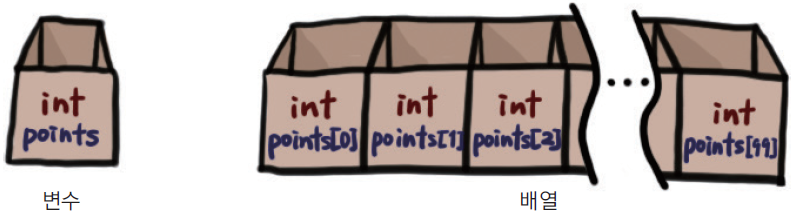 int
points
int
points[0]
int
points[1]
int
points[2]
...
int
points[99]
변수
배열